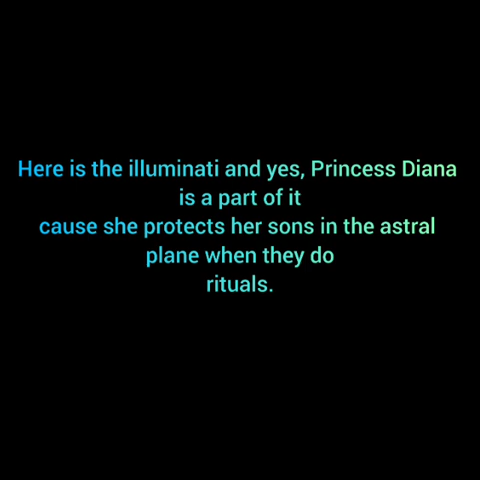 Here is the illuminati and yes, Princess Diana
is a part of it
cause she protects her sons in the astral
plane when they do
rituals.